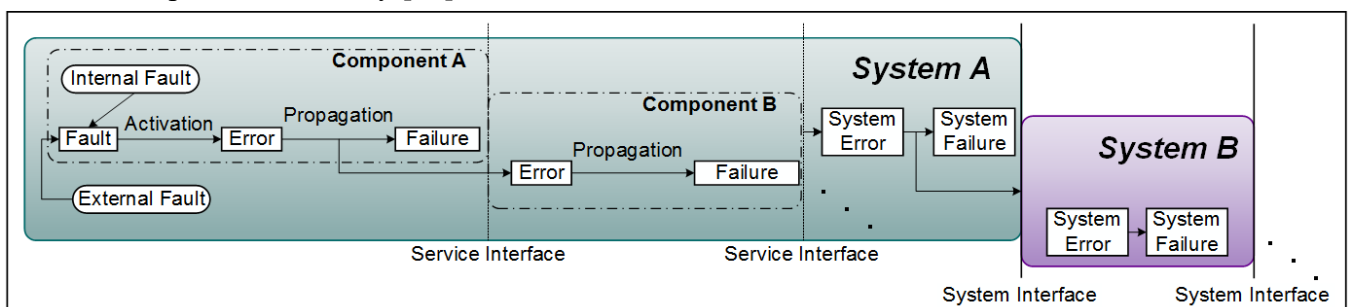 Component A
System A
Internal Fault
Component B
Activation
Propagation
Fault
Error
Failure
System
Error
System
Failure
System B
Propagation
Error
Failure
External Fault
System
Error
System
Failure
Service Interface
Service Interface
System Interface
System Interface